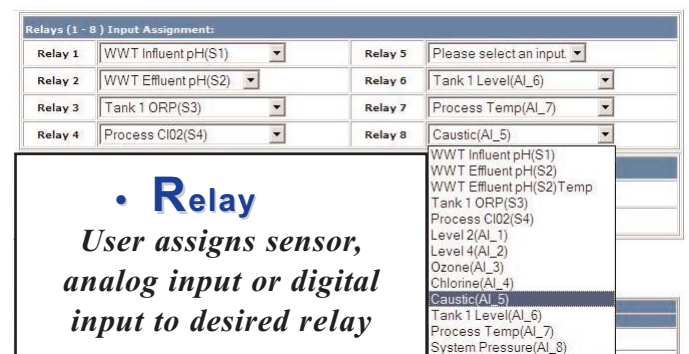 Relays (1 - 8 ) Input Assignment:
Relay 1 WWT Influent pH(S1) Relay 5 Please select an input.
Relay 2 WWT Effluent pH(S2) Relay 6 Tank 1 Level(AI_6)
Relay 3 Tank 1 ORP(S3) Relay 7 Process Temp(AI_7)
Relay 4 Process Cl02(S4) Relay 8 Caustic(AI_5)
WWT Influent pH(S1)
WWT Effluent pH(S2)
WWT Effluent pH(S2)Temp
Tank 1 ORP(S3)
Process Cl02(S4)
Level 2(AI_1)
Level 4(AI_2)
Ozone(AI_3)
Chlorine(AI_4)
Caustic(AI_5)
Tank 1 Level(AI_6)
Process Temp(AI_7)
System Pressure(AI_8)
• Relay
User assigns sensor,
analog input or digital
input to desired relay